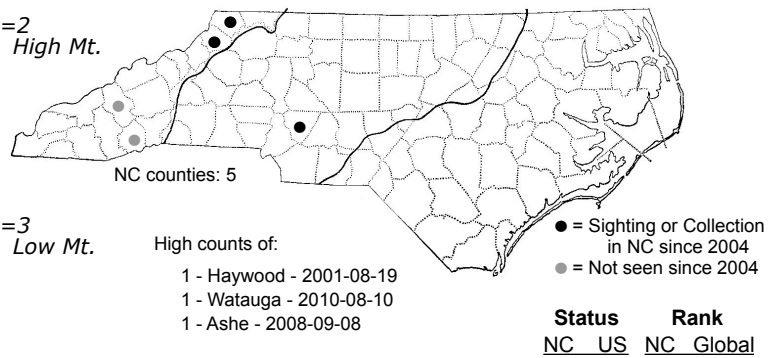 =2
High Mt.
NC counties: 5
=3
Low Mt.
High counts of:
1 - Haywood - 2001-08-19
1 - Watauga - 2010-08-10
1 - Ashe - 2008-09-08
● = Sighting or Collection
in NC since 2004
● = Not seen since 2004
Status Rank
NC US NC Global